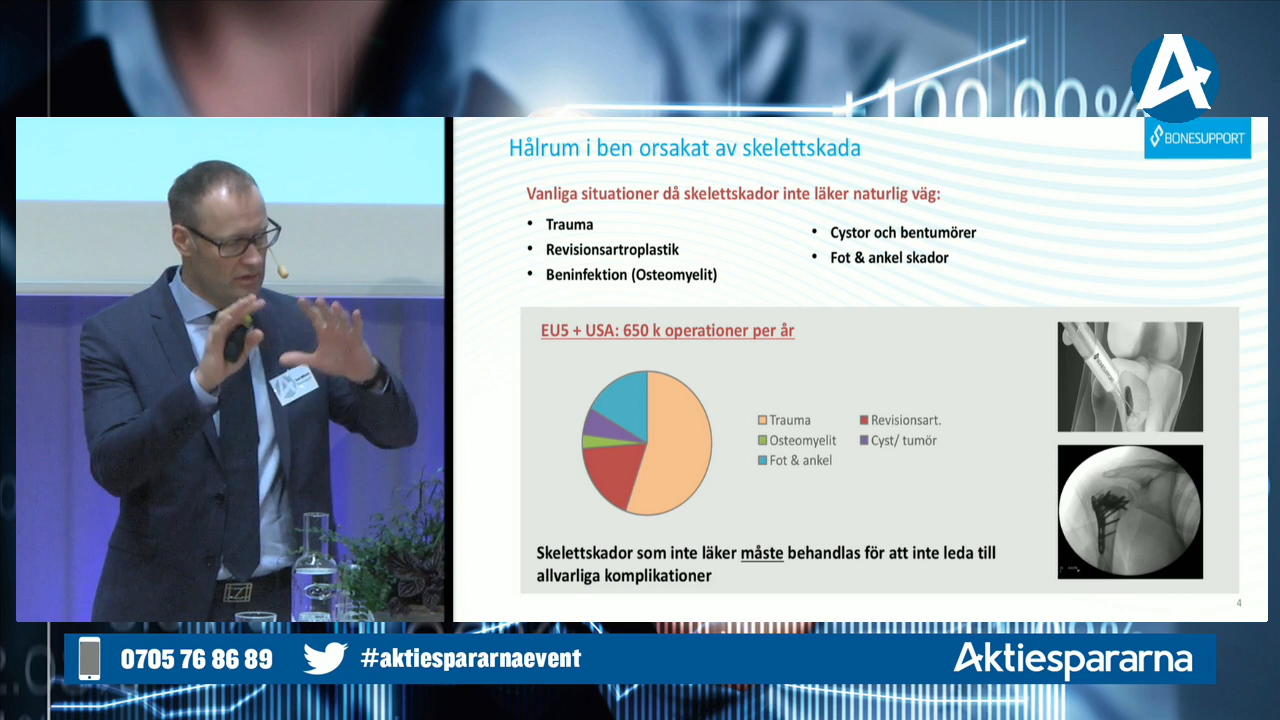 +100,00%
BONESUPPORT
Hålrum i ben orsakat av skelettskada
Vanliga situationer då skelettskador inte läker naturlig väg:
• Trauma
• Revisionsartroplastik
• Beninfektion (Osteomyelit)
• Cystor och bentumörer
• Fot & ankel skador
EU5 + USA: 650 k operationer per år
Trauma
Revisionsart.
Osteomyelit
Cyst/ tumör
Fot & ankel
Skelettskador som inte läker måste behandlas för att inte leda till
allvarliga komplikationer
4
0705 76 86 89
#aktiespararnaevent
Aktiespararna